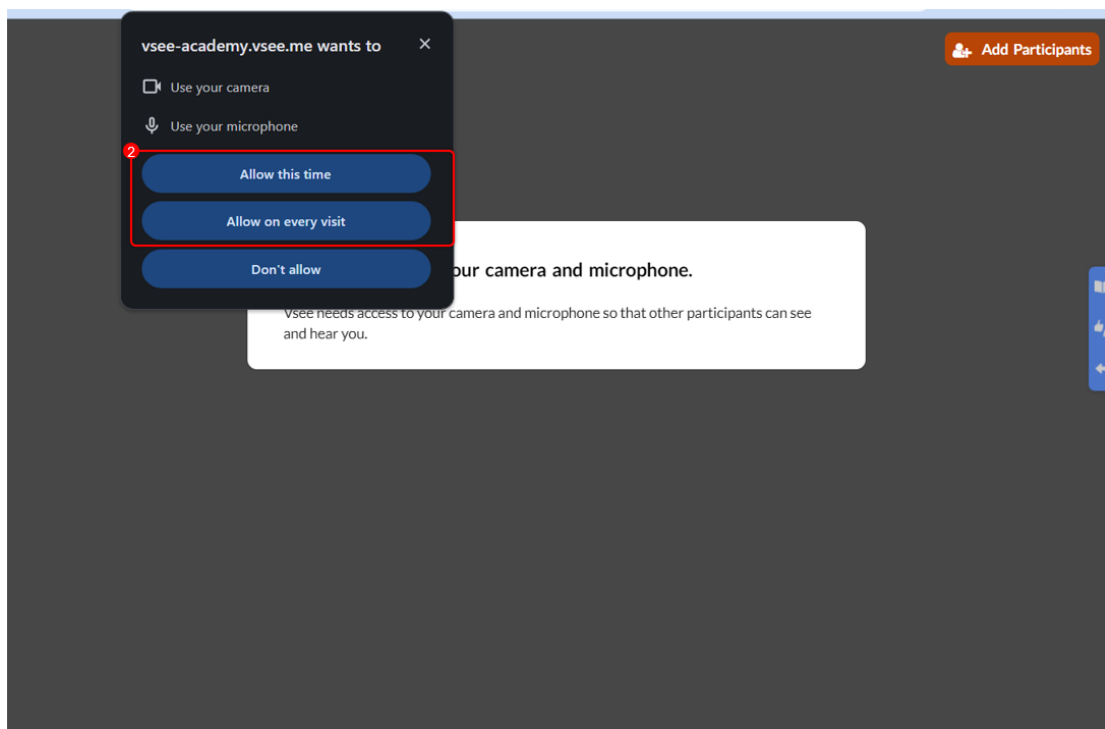 vsee-academy.vsee.me wants to
Add Participants
Use your camera
Use your microphone
2
Allow this time
Allow on every visit
Don't allow
our camera and microphone.
Vsee needs access to your camera and microphone so that other participants can see
and hear you.